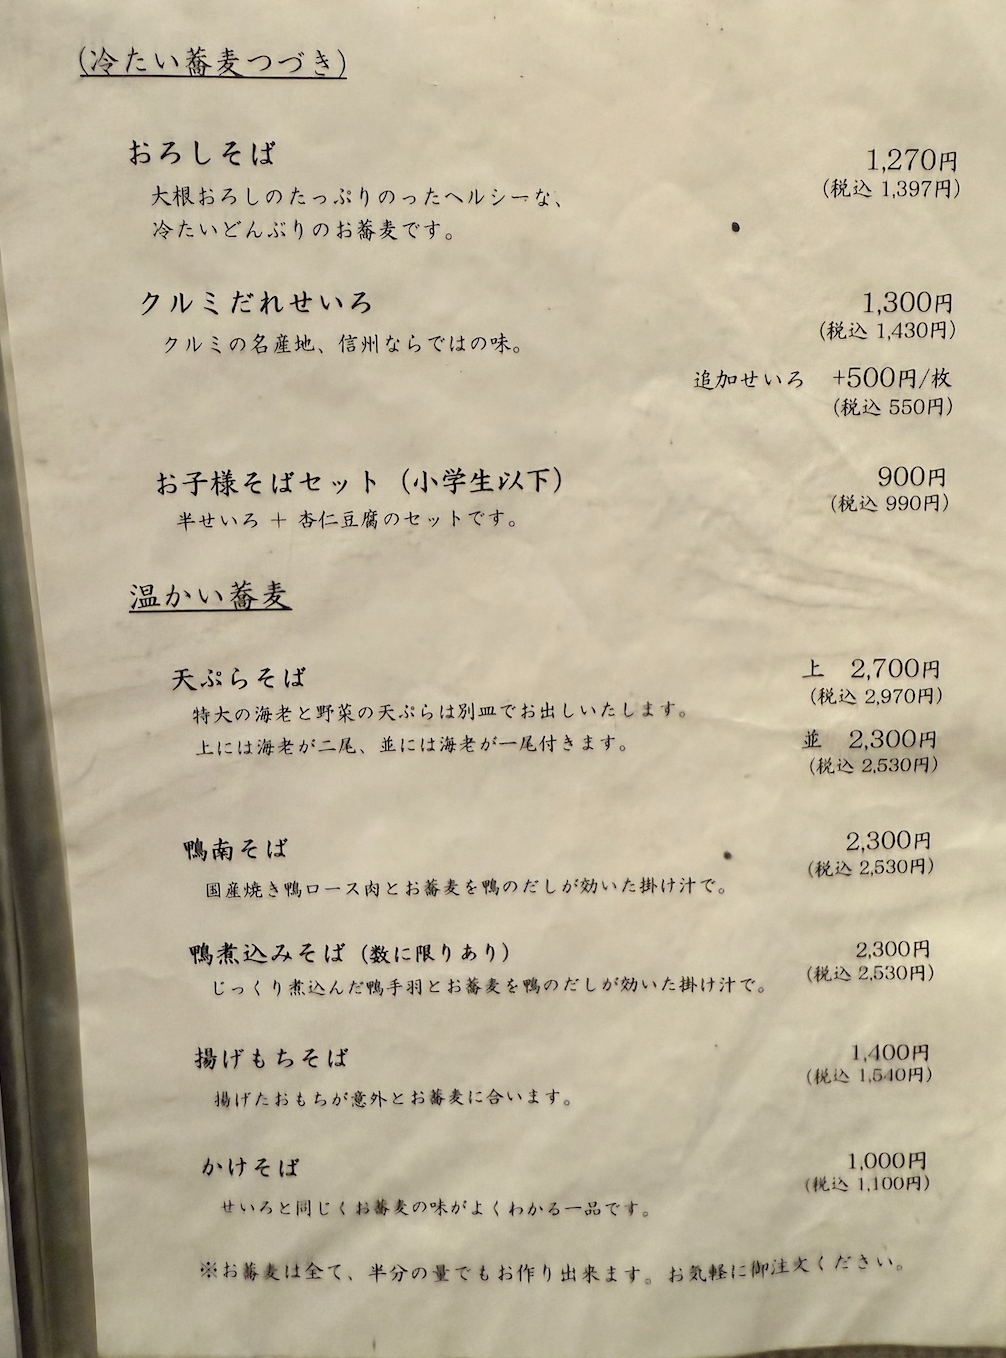 (冷たい蕎麦つづき)
おろしそば 1,270円
(税込 1,397円)
大根おろしのたっぷりのったヘルシーな、
冷たいどんぶりのお蕎麦です。
クルミだれせいろ 1,300円
(税込 1,430円)
クルミの名産地、信州ならではの味。
追加せいろ +500円/枚
(税込 550円)
お子様そばセット（小学生以下） 900円
(税込 990円)
半せいろ ＋ 杏仁豆腐のセットです。
温かい蕎麦
天ぷらそば 上 2,700円
(税込 2,970円)
特大の海老と野菜の天ぷらは別皿でお出しいたします。
上には海老が二尾、並には海老が一尾付きます。
並 2,300円
(税込 2,530円)
鴨南そば 2,300円
(税込 2,530円)
国産焼き鴨ロース肉とお蕎麦を鴨のだしが効いた掛け汁で。
鴨煮込みそば（数に限りあり） 2,300円
(税込 2,530円)
じっくり煮込んだ鴨手羽とお蕎麦を鴨のだしが効いた掛け汁で。
揚げもちそば 1,400円
(税込 1,540円)
揚げたおもちが意外とお蕎麦に合います。
かけそば 1,000円
(税込 1,100円)
せいろと同じくお蕎麦の味がよくわかる一品です。
※お蕎麦は全て、半分の量でもお作り出来ます。お気軽に御注文ください。